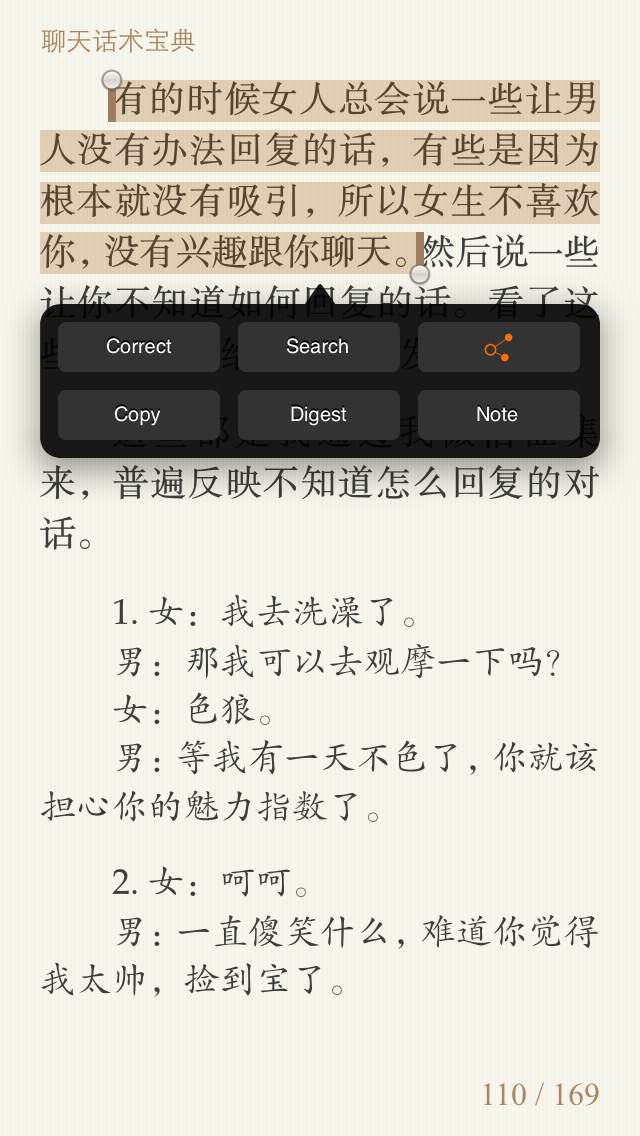 聊天话术宝典
有的时候女人总会说一些让男
人没有办法回复的话，有些是因为
根本就没有吸引，所以女生不喜欢
你，没有兴趣跟你聊天。然后说一些
让你不知道如何回复的话。看了这
Correct
Search
Copy
Digest
Note
来，普遍反映不知道怎么回复的对
话。
1. 女：我去洗澡了。
男：那我可以去观摩一下吗？
女：色狼。
男：等我有一天不色了，你就该
担心你的魅力指数了。
2. 女：呵呵。
男：一直傻笑什么，难道你觉得
我太帅，捡到宝了。
110 / 169